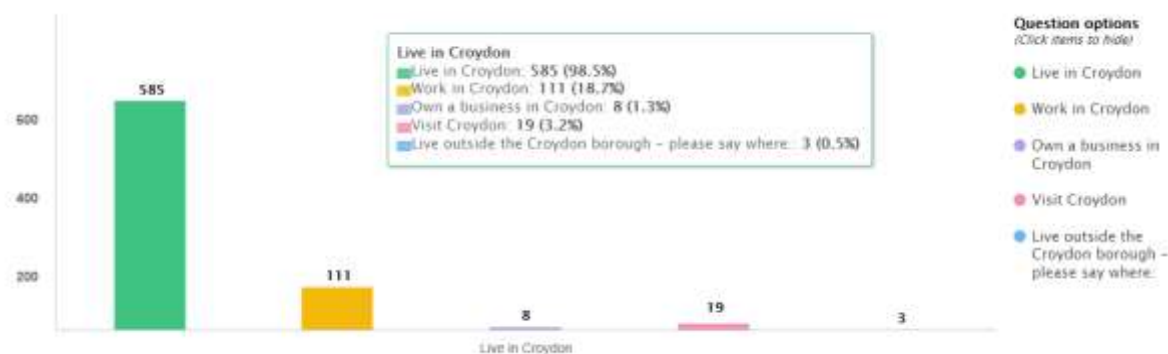 600
400
200
585
111
8
19
3
Live in Croydon
Live in Croydon
Live in Croydon: 585 (98.5%)
Work in Croydon: 111 (18.7%)
Own a business in Croydon: 8 (1.3%)
Visit Croydon: 19 (3.2%)
Live outside the Croydon borough – please say where: 3 (0.5%)
Question options
(Click items to hide)
Live in Croydon
Work in Croydon
Own a business in
Croydon
Visit Croydon
Live outside the
Croydon borough –
please say where: